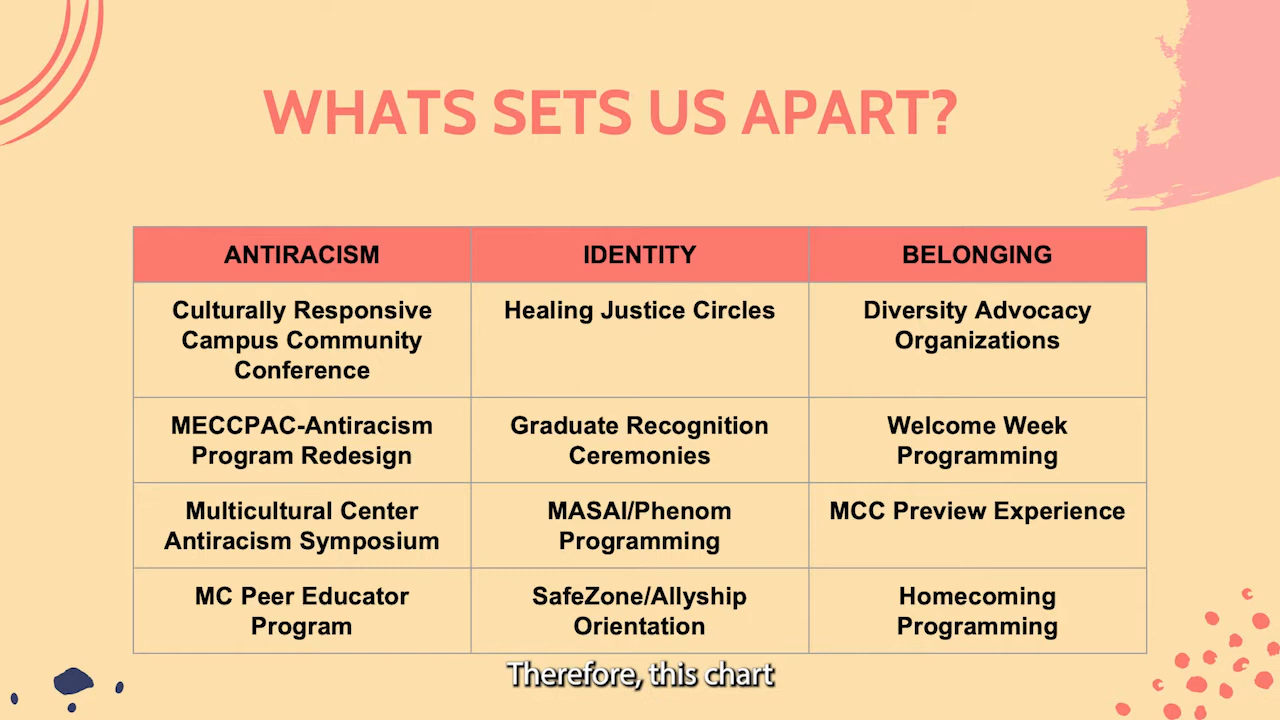 WHATS SETS US APART?
ANTIRACISM
IDENTITY
BELONGING
Culturally Responsive
Campus Community
Conference
Healing Justice Circles
Diversity Advocacy
Organizations
MECCPAC-Antiracism
Program Redesign
Graduate Recognition
Ceremonies
Welcome Week
Programming
Multicultural Center
Antiracism Symposium
MASAI/Phenom
Programming
MCC Preview Experience
MC Peer Educator
Program
SafeZone/Allyship
Orientation
Homecoming
Programming
Therefore, this chart